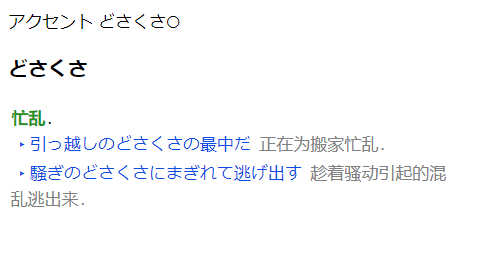 アクセント どさくさ○
どさくさ
忙乱.
‣引っ越しのどさくさの最中だ 正在为搬家忙乱.
‣騒ぎのどさくさにまぎれて逃げ出す 趁着骚动引起的混
乱逃出来.